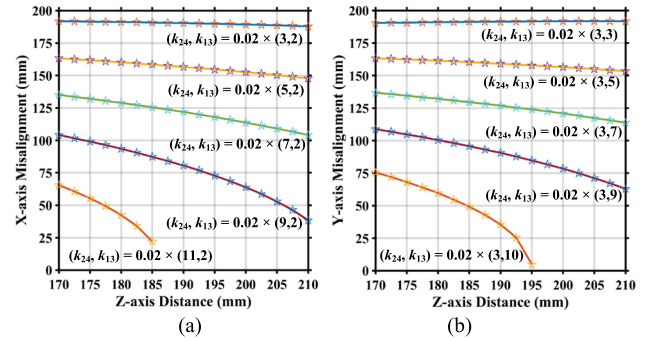 200
175
150
125
100
75
50
25
0
X-axis Misalignment (mm)
(k24, k13) = 0.02 × (3,2)
(k24, k13) = 0.02 × (5,2)
(k24, k13) = 0.02 × (7,2)
(k24, k13) = 0.02 × (9,2)
(k24, k13) = 0.02 × (11,2)
170 175 180 185 190 195 200 205 210
Z-axis Distance (mm)
(a)
200
175
150
125
100
75
50
25
0
Y-axis Misalignment (mm)
(k24, k13) = 0.02 × (3,3)
(k24, k13) = 0.02 × (3,5)
(k24, k13) = 0.02 × (3,7)
(k24, k13) = 0.02 × (3,9)
(k24, k13) = 0.02 × (3,10)
170 175 180 185 190 195 200 205 210
Z-axis Distance (mm)
(b)